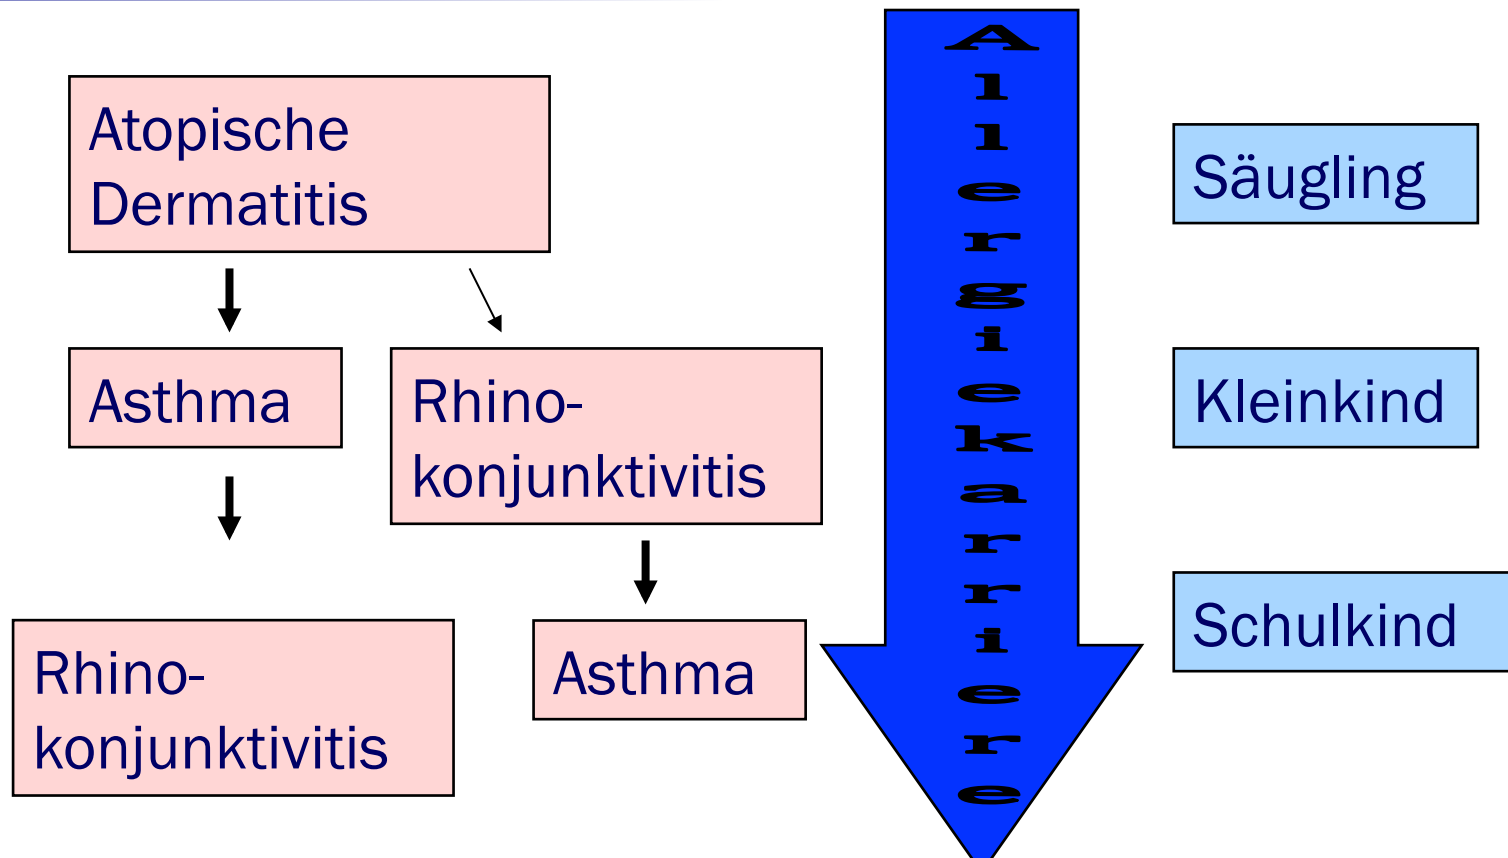 Atopische
Dermatitis
Asthma
Rhino-
konjunktivitis
Rhino-
konjunktivitis
Asthma
Allergiekarriere
Säugling
Kleinkind
Schulkind